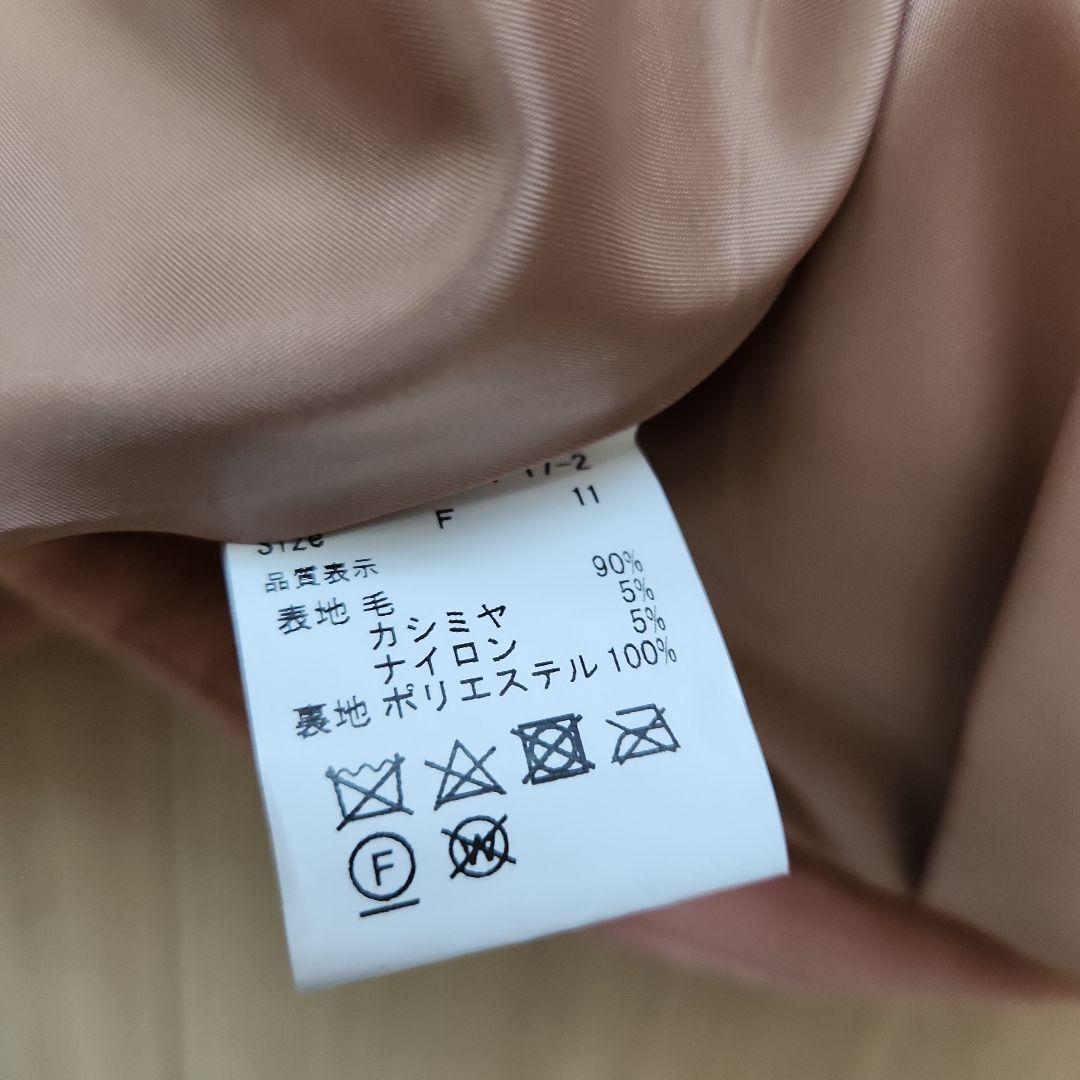 17-2
Size F 11
品質表示
表地 毛 90%
カシミヤ 5%
ナイロン 5%
裏地 ポリエステル 100%
F
W